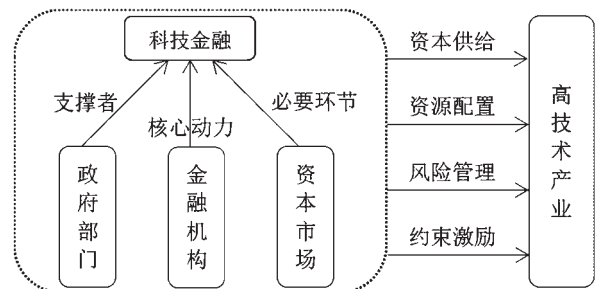 科技金融
支撑者
核心动力
必要环节
政府部门
金融机构
资本市场
资本供给
资源配置
风险管理
约束激励
高技术产业